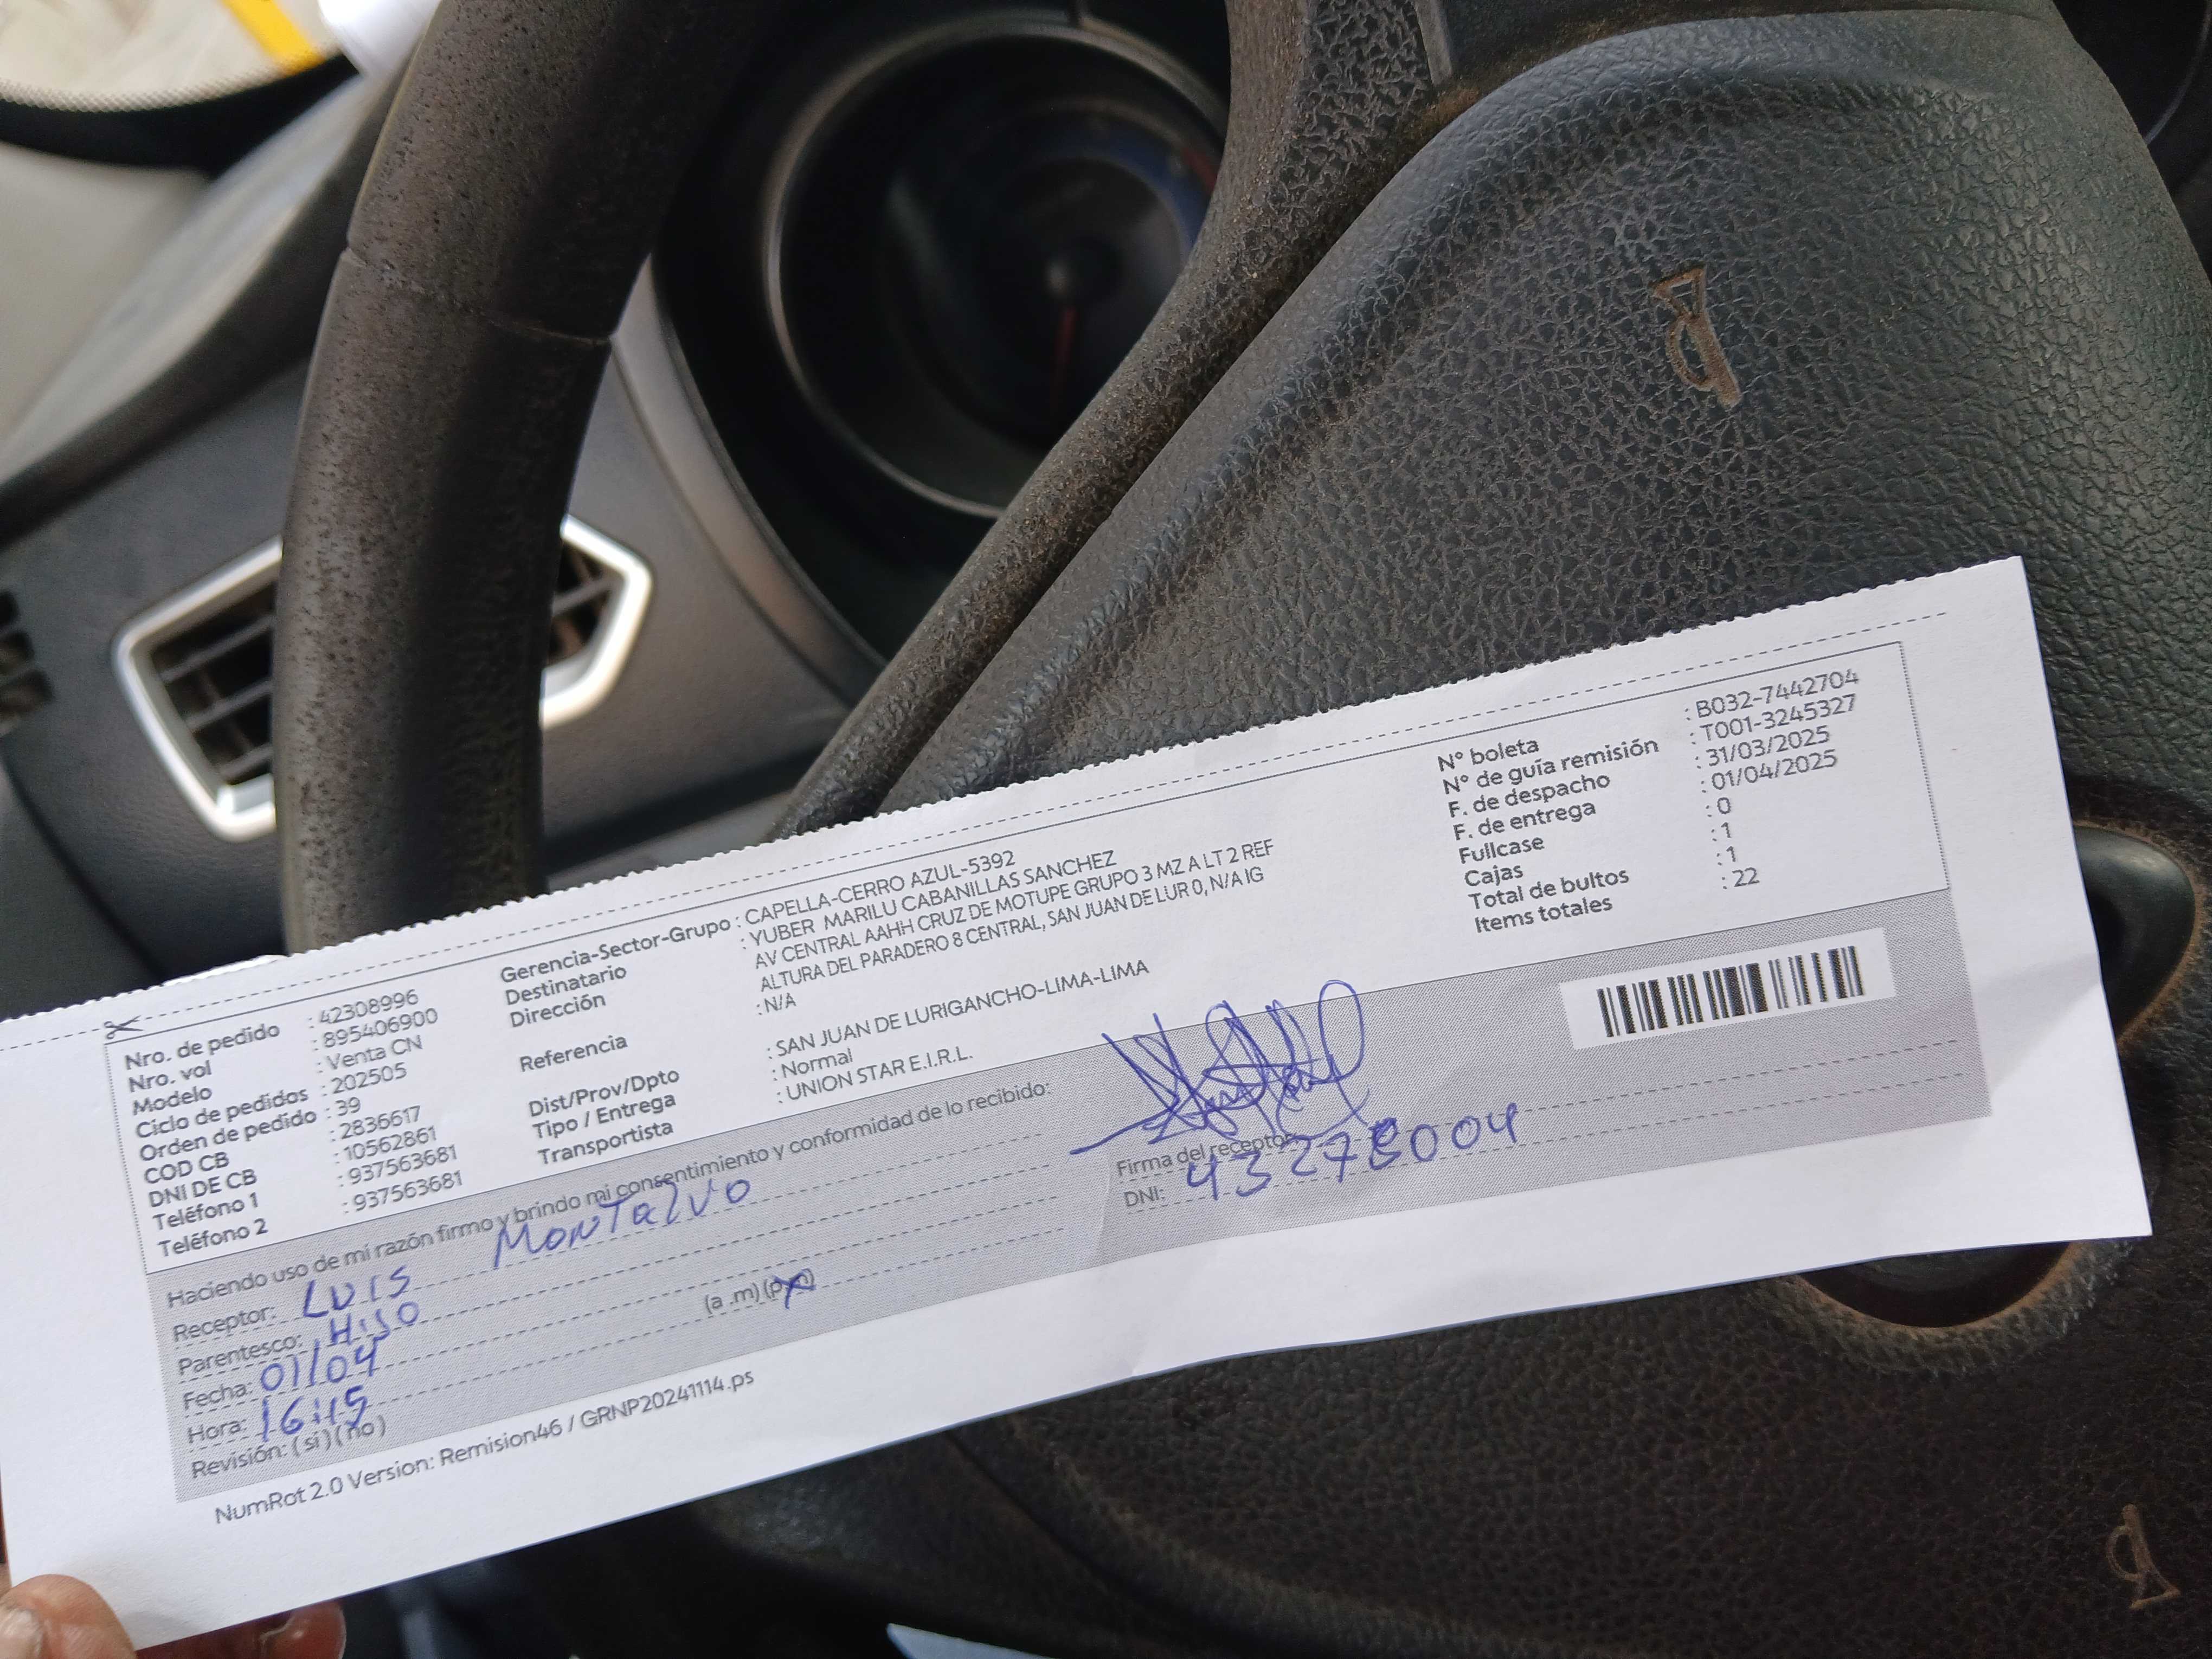 Nro. de pedido : 42308996
Nro. vol : 895406900
Modelo : Venta CN
Ciclo de pedidos : 202505
Orden de pedido : 39
COD CB : 2836617
DNI DE CB : 10562861
Teléfono 1 : 937563681
Teléfono 2 : 937563681
Gerencia-Sector-Grupo : CAPELLA-CERRO AZUL-5392
Destinatario : YUBER MARILU CABANILLAS SANCHEZ
Dirección AV CENTRAL AAHH CRUZ DE MOTUPE GRUPO 3 MZ A LT 2 REF
ALTURA DEL PARADERO 8 CENTRAL, SAN JUAN DE LUR 0, N/A IG
Referencia : N/A
Dist/Prov/Dpto : SAN JUAN DE LURIGANCHO-LIMA-LIMA
Tipo / Entrega : Normal
Transportista : UNION STAR E.I.R.L.
N° boleta : B032-7442704
N° de guía remisión : T001-3245327
F. de despacho : 31/03/2025
F. de entrega : 01/04/2025
Fullcase : 0
Cajas : 1
Total de bultos : 1
Items totales : 22
Haciendo uso de mi razón firmo y brindo mi consentimiento y conformidad de lo recibido:
Receptor: LUIS MONTALVO
Parentesco: HIJO
Fecha: 01/04
Hora: 16:15 (a .m) (p.m)
Revisión: ( si ) ( no )
Firma del receptor
DNI:
NumRot 2.0 Version: Remision46 / GRNP20241114.ps